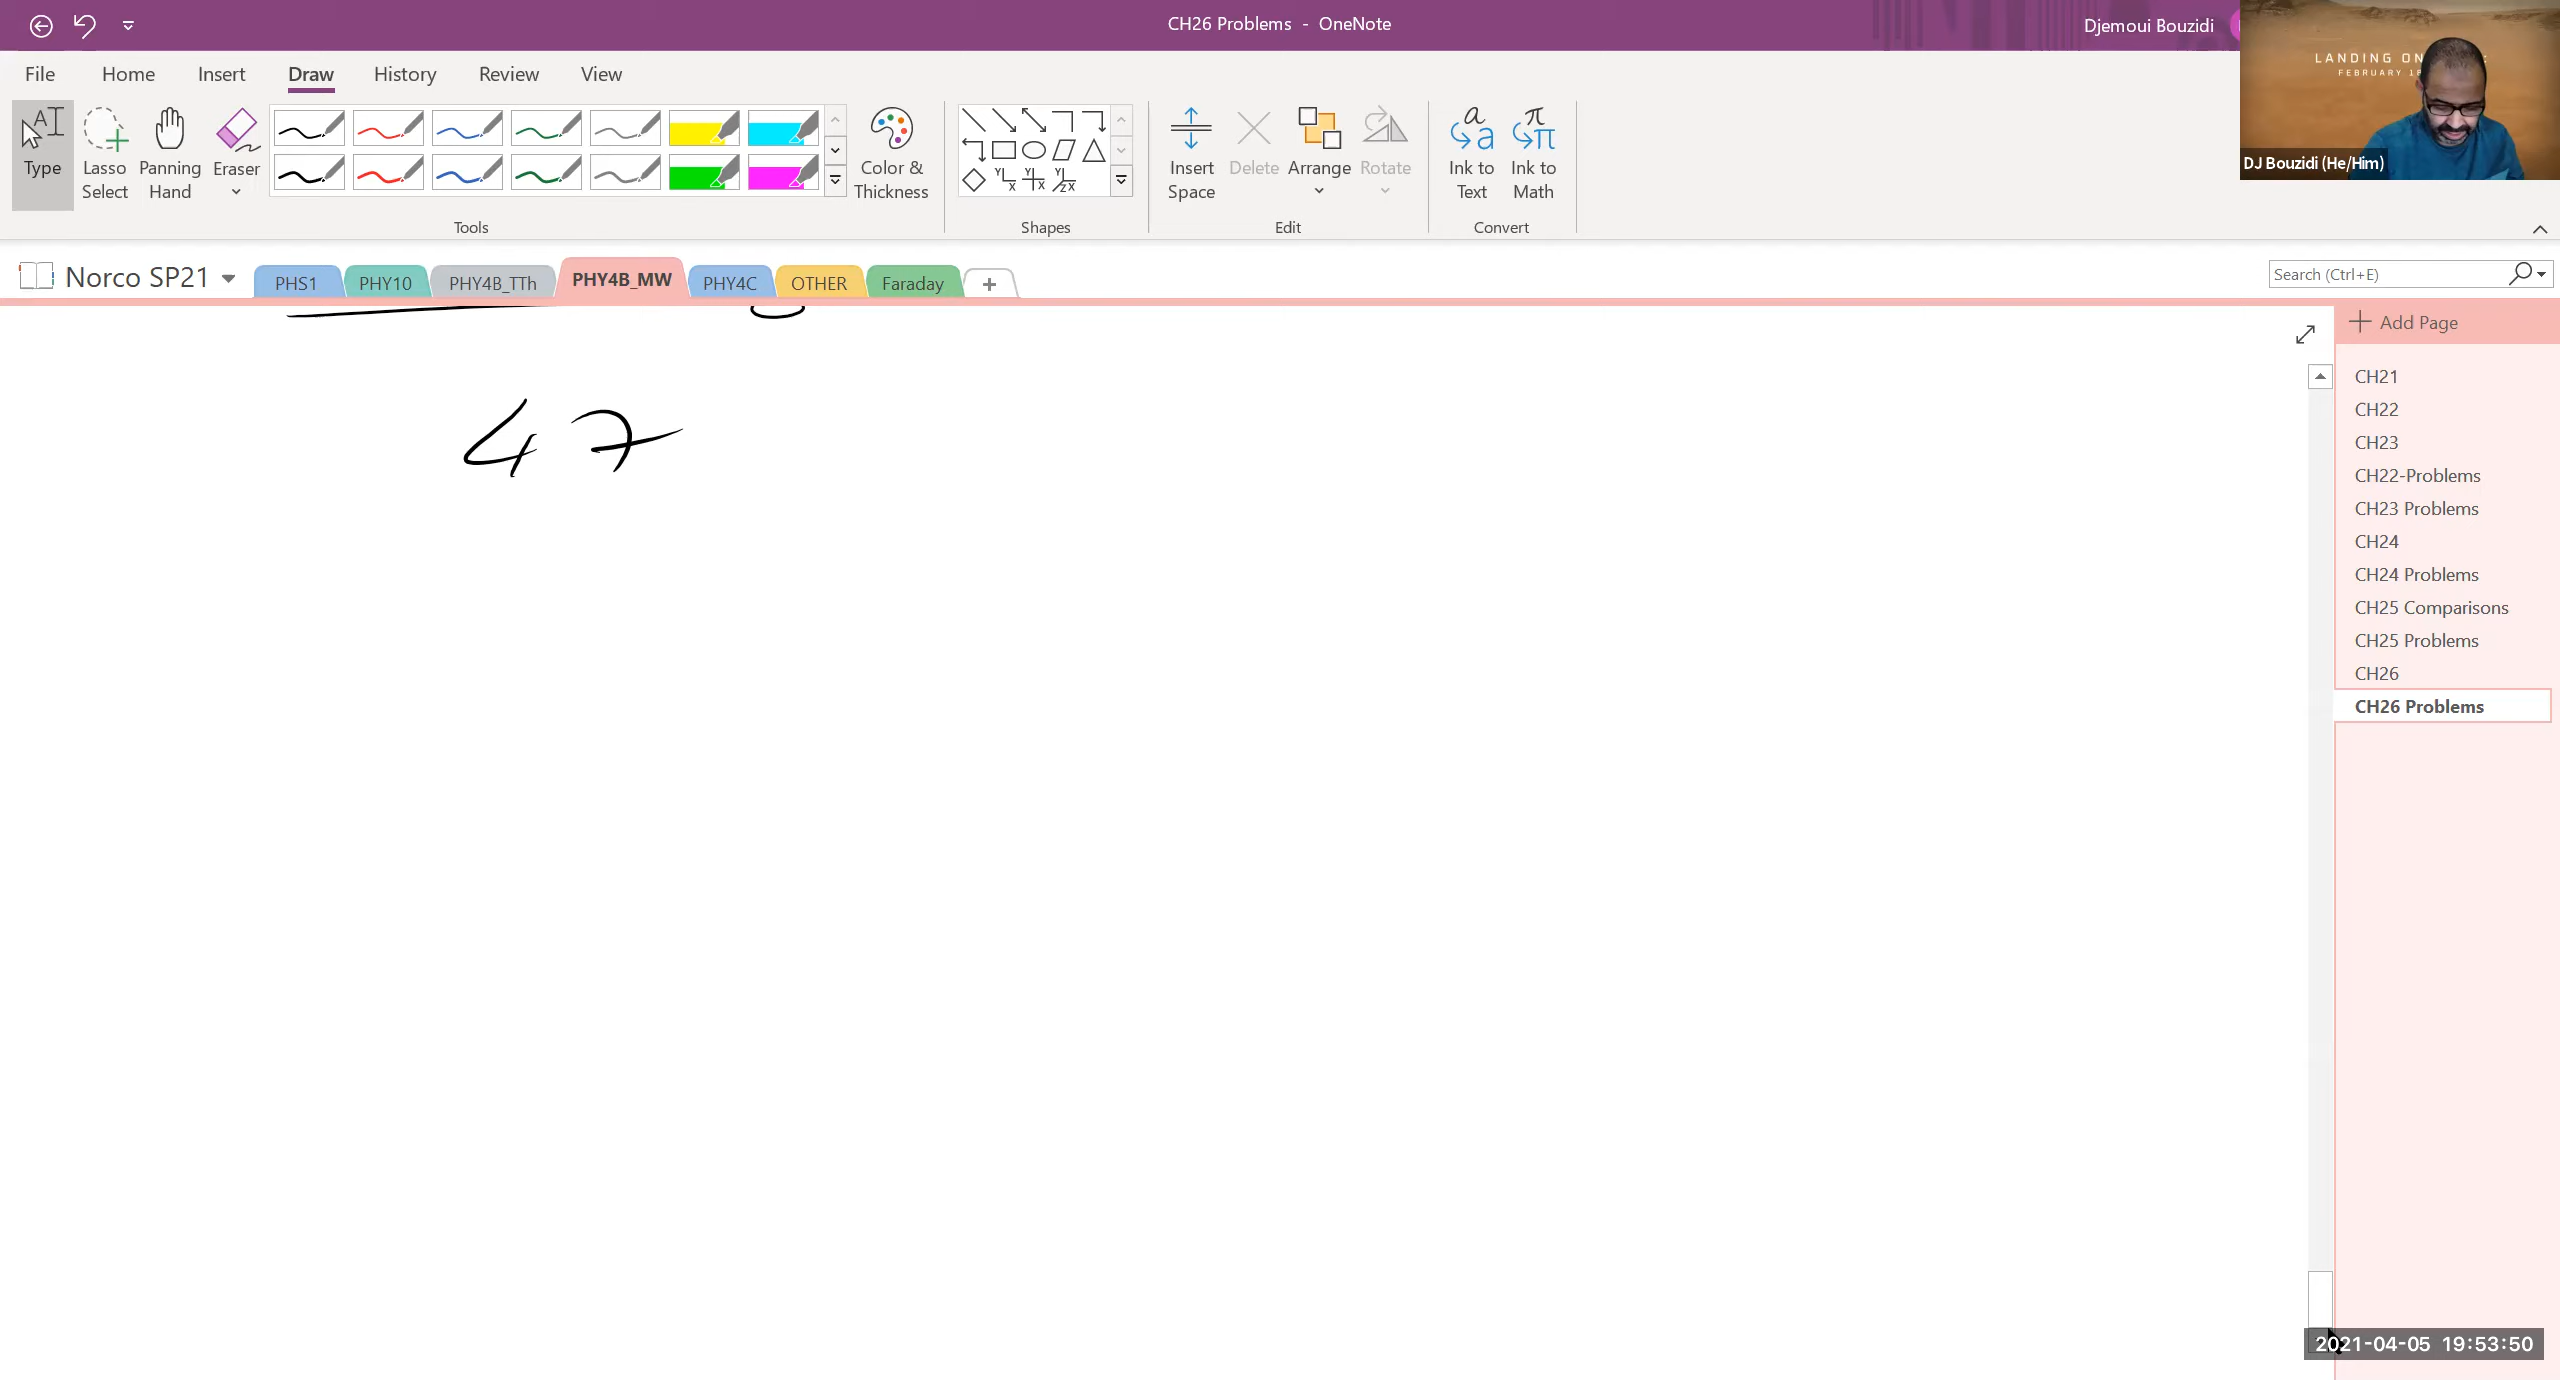 CH26 Problems - OneNote
Djemoui Bouzidi
LANDING ON
FEBRUARY 1
DJ Bouzidi (He/Him)
File Home Insert Draw History Review View
Type
Lasso Select
Panning Hand
Eraser
Color & Thickness
Insert Space
Delete
Arrange
Rotate
Ink to Text
Ink to Math
Tools Shapes Edit Convert
Norco SP21 PHS1 PHY10 PHY4B_TTh PHY4B_MW PHY4C OTHER Faraday +
Search (Ctrl+E)
Add Page
47
CH21
CH22
CH23
CH22-Problems
CH23 Problems
CH24
CH24 Problems
CH25 Comparisons
CH25 Problems
CH26
CH26 Problems
2021-04-05 19:53:50